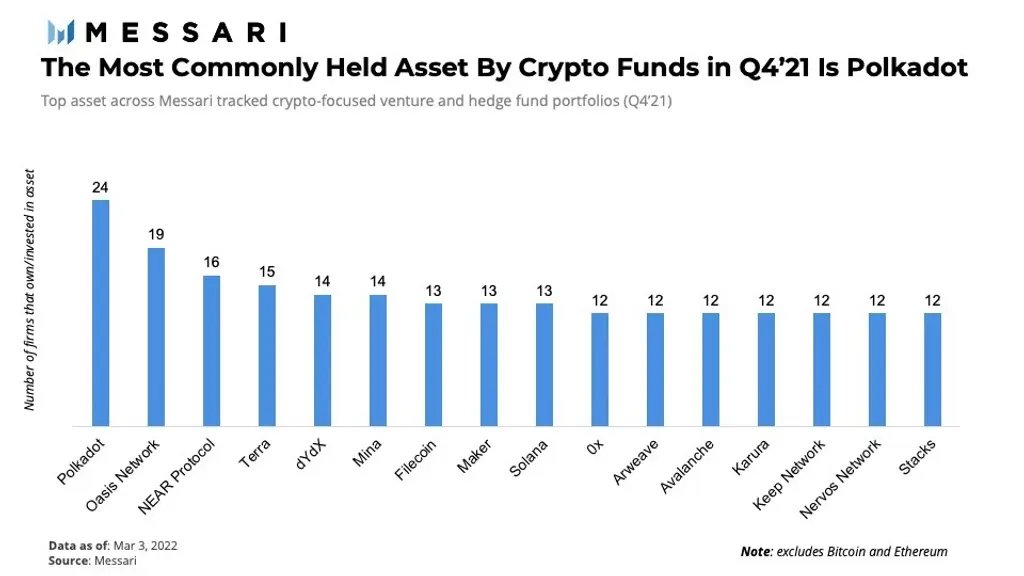 MESSARI
The Most Commonly Held Asset By Crypto Funds in Q4’21 Is Polkadot
Top asset across Messari tracked crypto-focused venture and hedge fund portfolios (Q4’21)
Number of firms that own/invested in asset
24
19
16
15
14
14
13
13
13
12
12
12
12
12
12
12
Polkadot
Oasis Network
NEAR Protocol
Terra
dYdX
Mina
Filecoin
Maker
Solana
0x
Arweave
Avalanche
Karura
Keep Network
Nervos Network
Stacks
Data as of: Mar 3, 2022
Source: Messari
Note: excludes Bitcoin and Ethereum